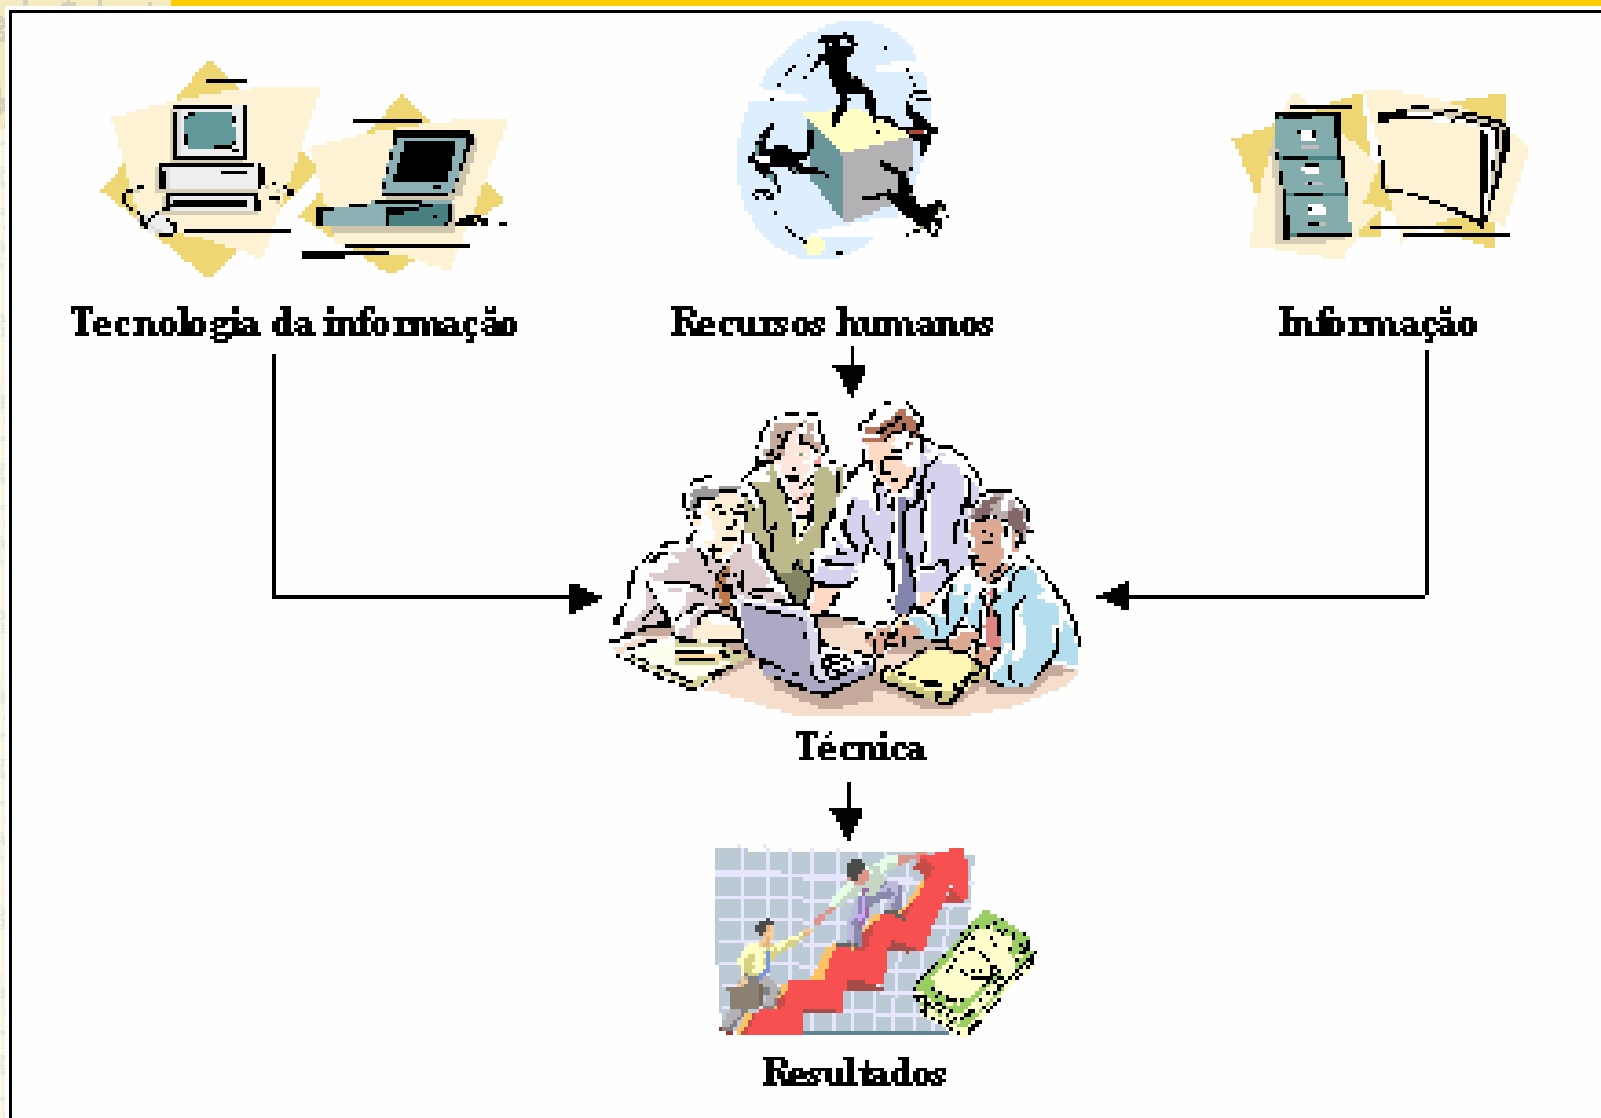 Tecnologia da informação
Recursos humanos
Informação
Técnica
Resultados